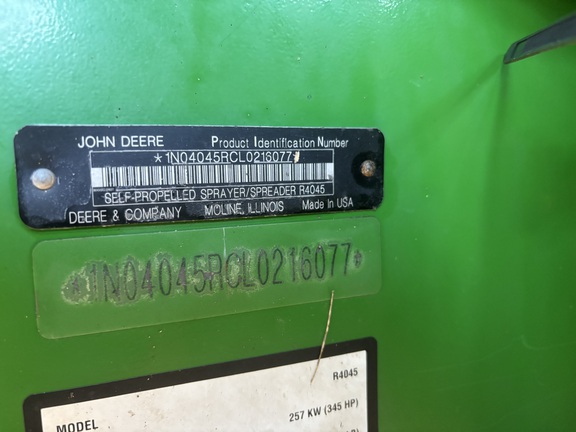 JOHN DEERE Product Identification Number
*1N04045RCL0216077*
SELF-PROPELLED SPRAYER/SPREADER R4045
DEERE & COMPANY MOLINE, ILLINOIS Made In USA
*1N04045RCL0216077*
R4045
MODEL 257 KW (345 HP)